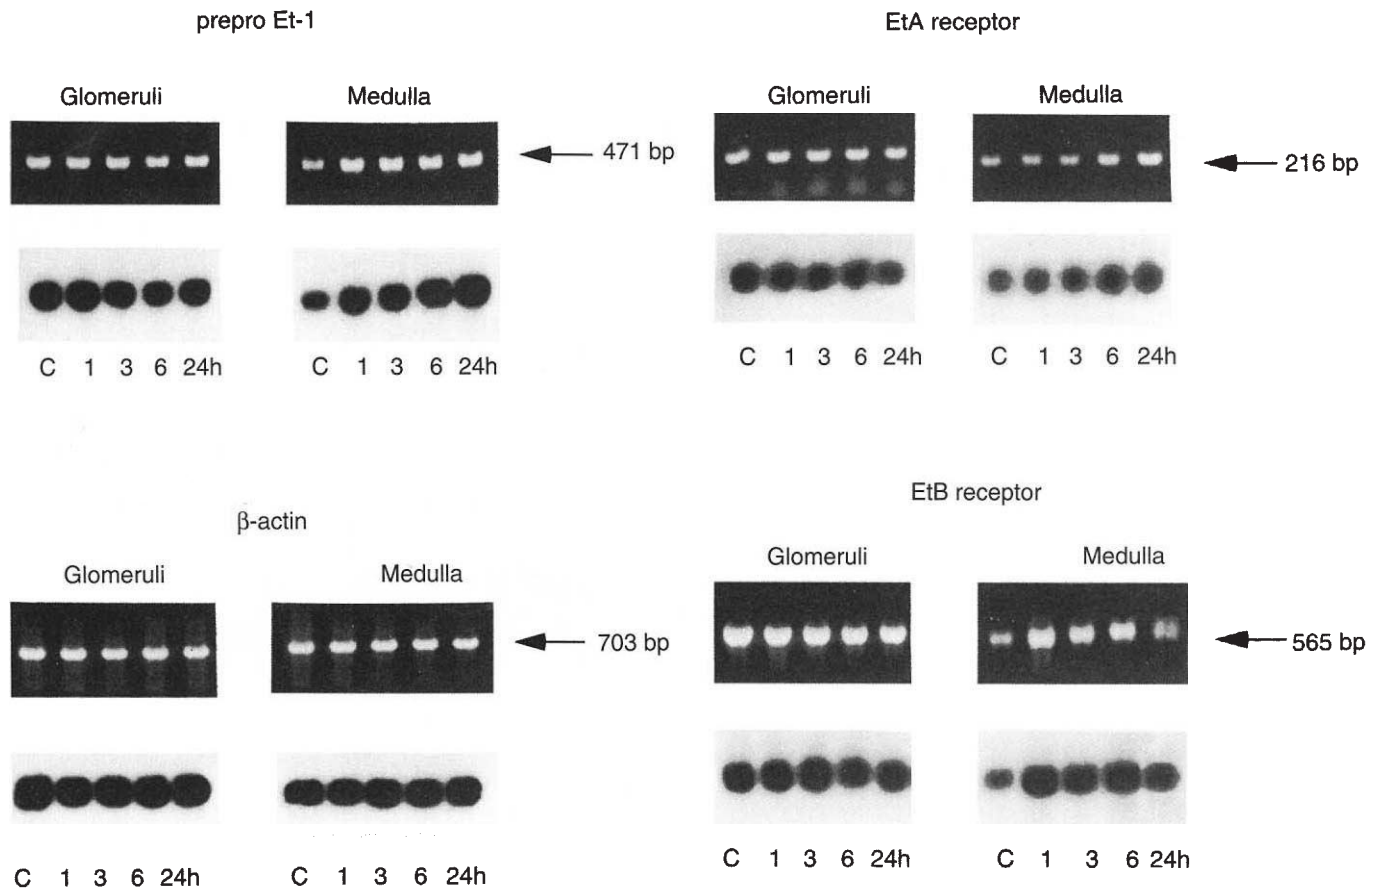 prepro Et-1
Glomeruli
Medulla
471 bp
C 1 3 6 24h
C 1 3 6 24h
EtA receptor
Glomeruli
Medulla
216 bp
C 1 3 6 24h
C 1 3 6 24h
β-actin
Glomeruli
Medulla
703 bp
C 1 3 6 24h
C 1 3 6 24h
EtB receptor
Glomeruli
Medulla
565 bp
C 1 3 6 24h
C 1 3 6 24h